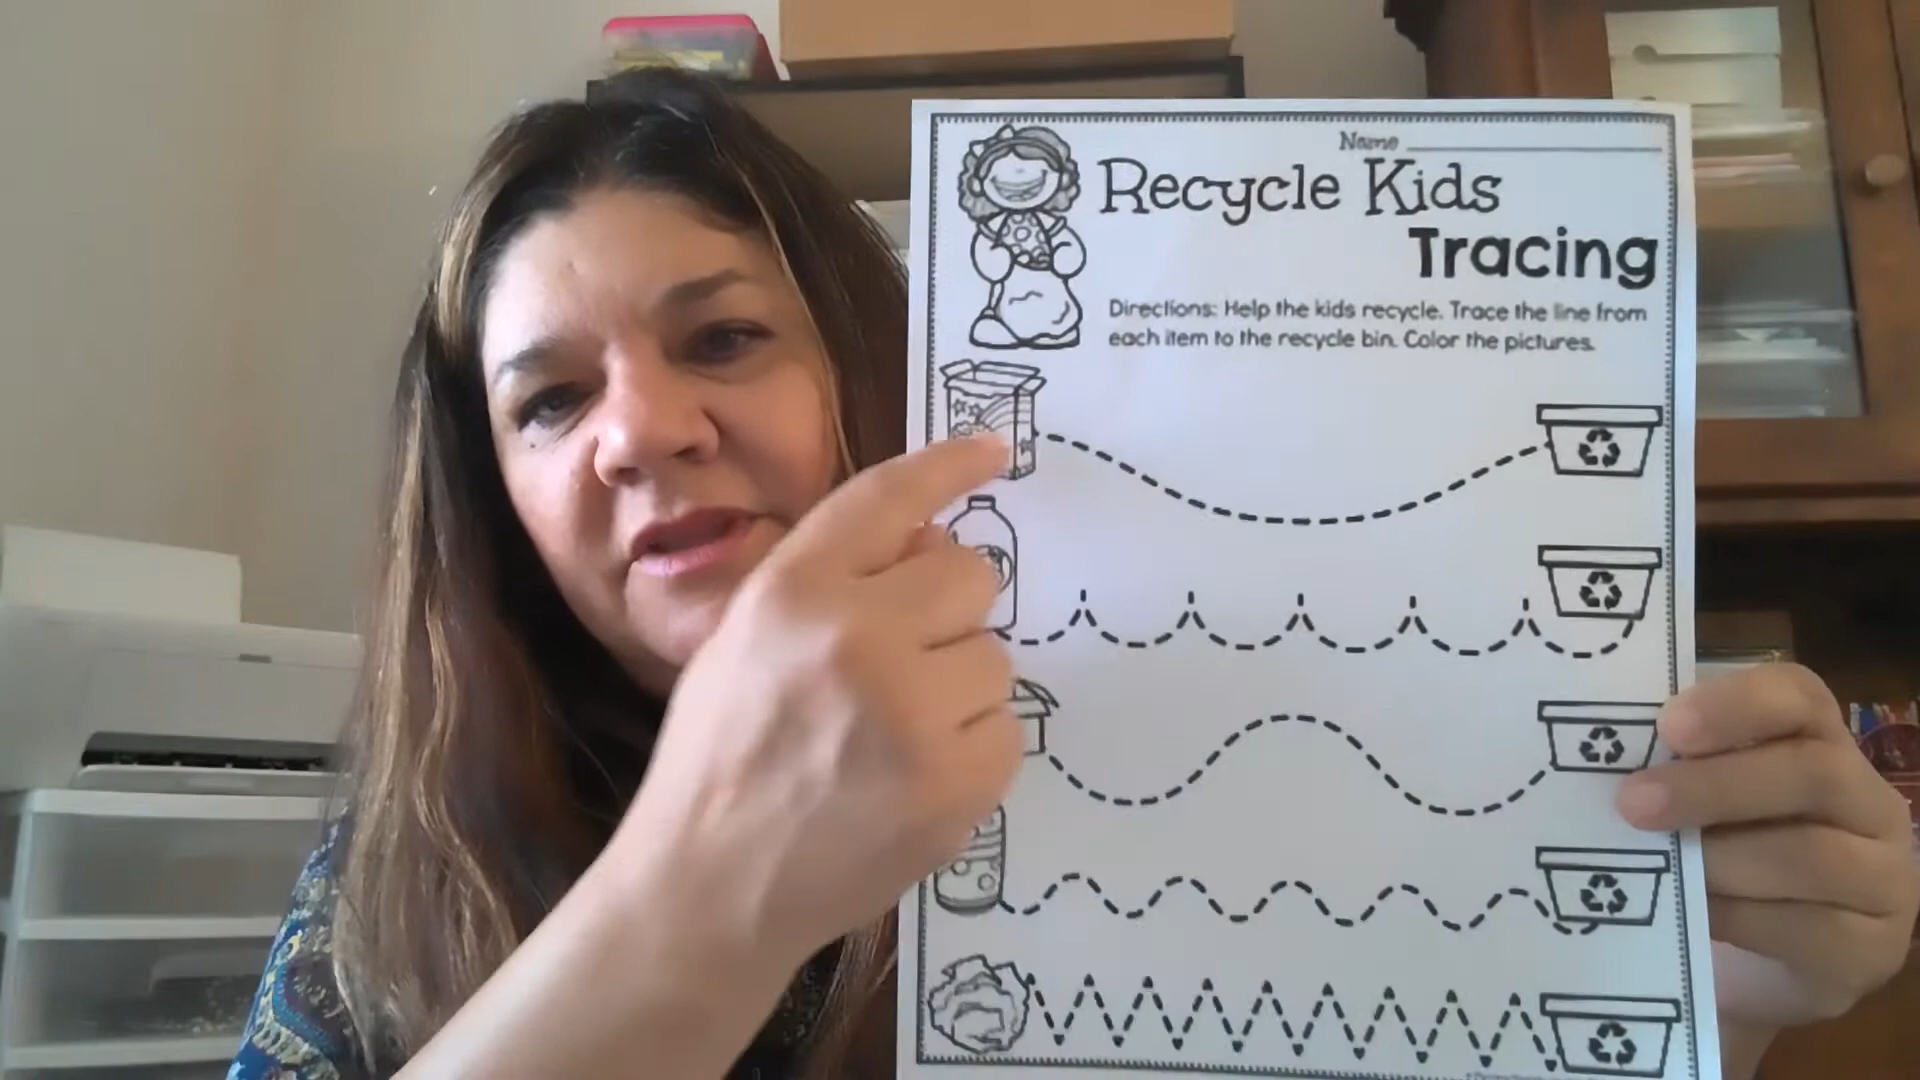 Name
Recycle Kids
Tracing
Directions: Help the kids recycle. Trace the line from
each item to the recycle bin. Color the pictures.